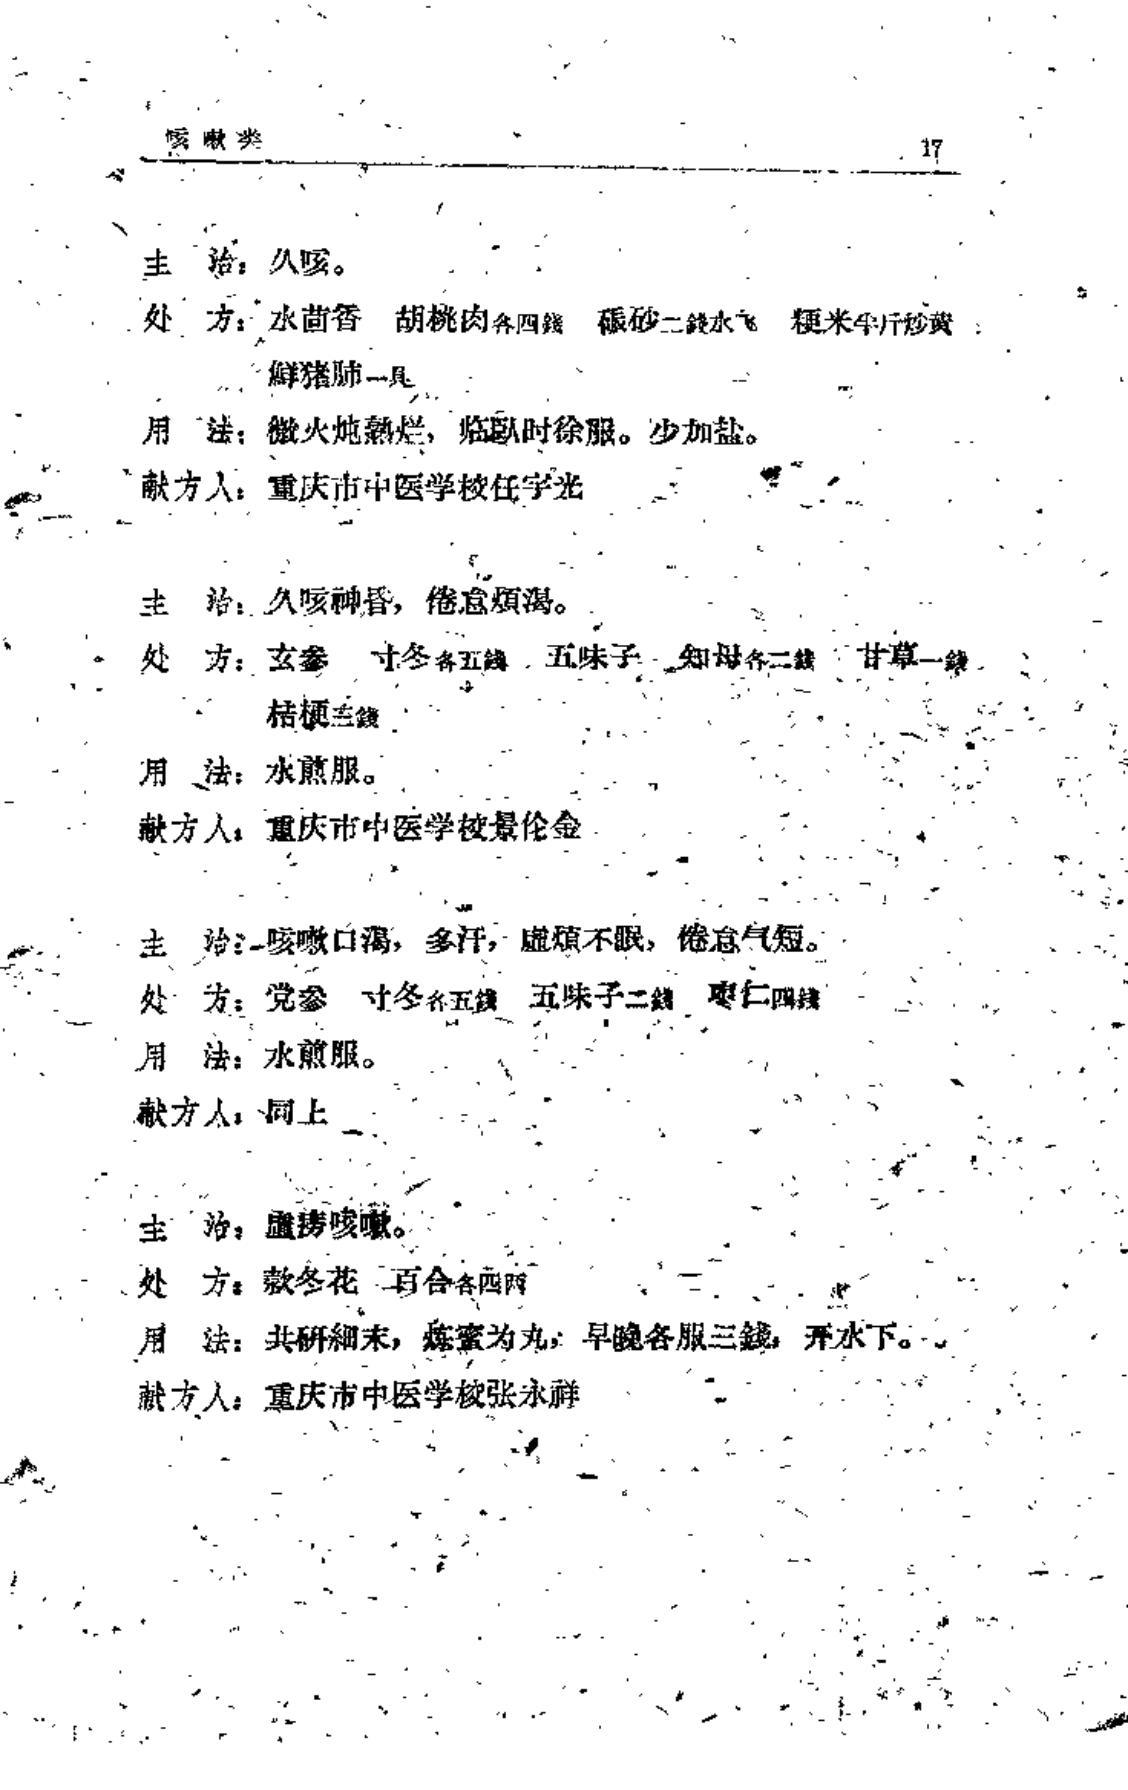 咳嗽类 17
主 治：久咳。
处 方：水茴香 胡桃肉各四錢 砂二錢水飞 粳米半斤炒黄
鮮猪肺一具
用 法：微火炖熟烂，临臥时徐服。少加盐。
献方人：重庆市中医学校任字光
主 治：久咳神昏，倦怠煩渴。
处 方：玄参 寸冬各五錢 五味子 知母各二錢 甘草一錢
桔梗三錢
用 法：水煎服。
献方人：重庆市中医学校景伦金
主 治：咳嗽口渴，多汗，虛煩不眠，倦怠气短。
处 方：党参 寸冬各五錢 五味子二錢 枣仁四錢
用 法：水煎服。
献方人：同上
主 治：虛痨咳嗽。
处 方：款冬花 百合各四两
用 法：共研細末，炼蜜为丸，早晚各服三錢，开水下。
献方人：重庆市中医学校张永祥